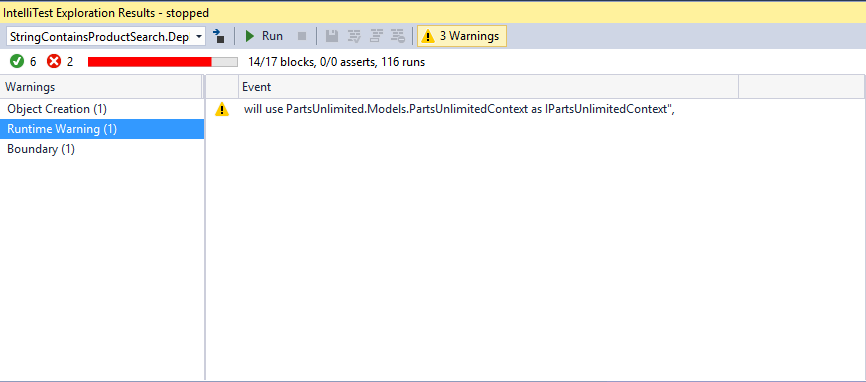 IntelliTest Exploration Results - stopped
StringContainsProductSearch.Dep Run 3 Warnings
6 2 14/17 blocks, 0/0 asserts, 116 runs
Warnings Event
Object Creation (1) will use PartsUnlimited.Models.PartsUnlimitedContext as IPartsUnlimitedContext",
Runtime Warning (1)
Boundary (1)